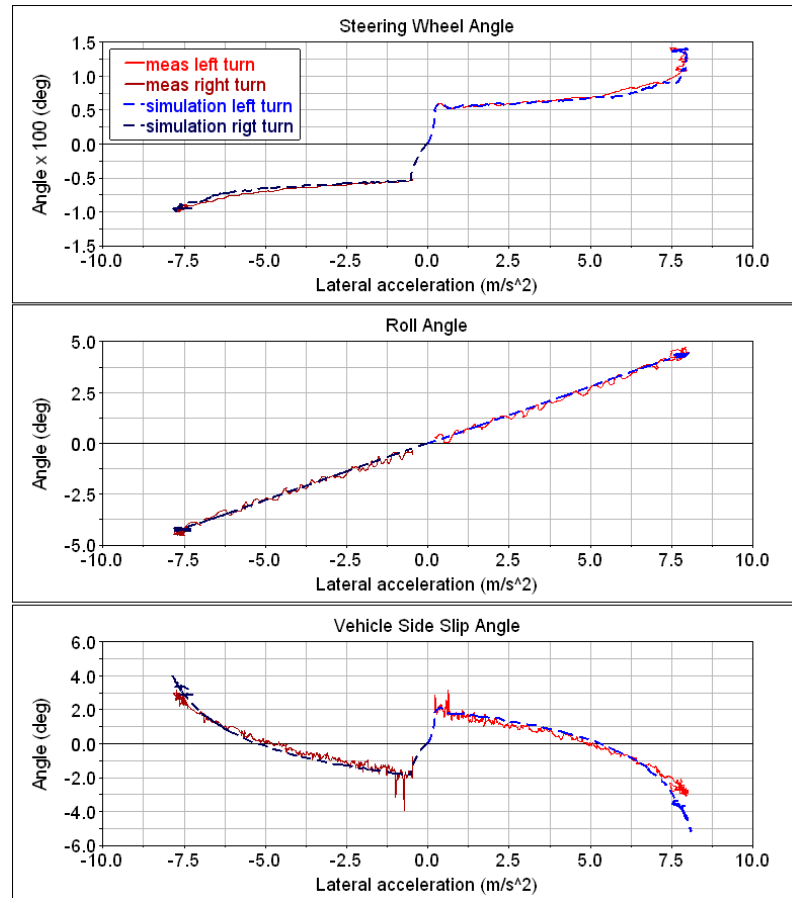 Steering Wheel Angle
meas left turn
meas right turn
simulation left turn
simulation rigt turn
Angle x 100 (deg)
1.5
1.0
0.5
0.0
-0.5
-1.0
-1.5
-10.0 -7.5 -5.0 -2.5 0.0 2.5 5.0 7.5 10.0
Lateral acceleration (m/s^2)
Roll Angle
Angle (deg)
5.0
2.5
0.0
-2.5
-5.0
-10.0 -7.5 -5.0 -2.5 0.0 2.5 5.0 7.5 10.0
Lateral acceleration (m/s^2)
Vehicle Side Slip Angle
Angle (deg)
6.0
4.0
2.0
0.0
-2.0
-4.0
-6.0
-10.0 -7.5 -5.0 -2.5 0.0 2.5 5.0 7.5 10.0
Lateral acceleration (m/s^2)